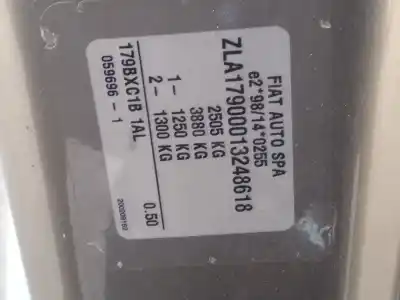 FIAT AUTO SPA
e2*98/14*0255
ZLA17900013248618
2505 KG
3880 KG
1- 1250 KG
2- 1300 KG
179BXC1B 1AL 0.50
059696 - 1